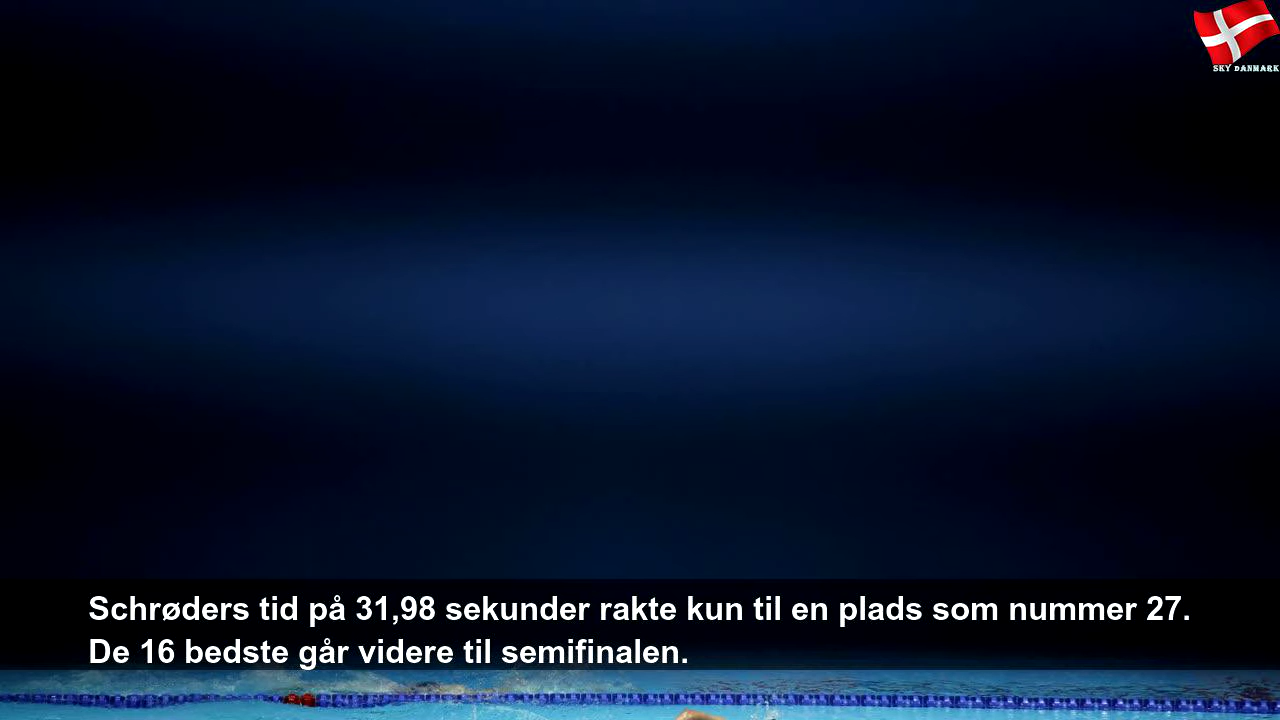 SKY DANMARK
Schrøders tid på 31,98 sekunder rakte kun til en plads som nummer 27.
De 16 bedste går videre til semifinalen.